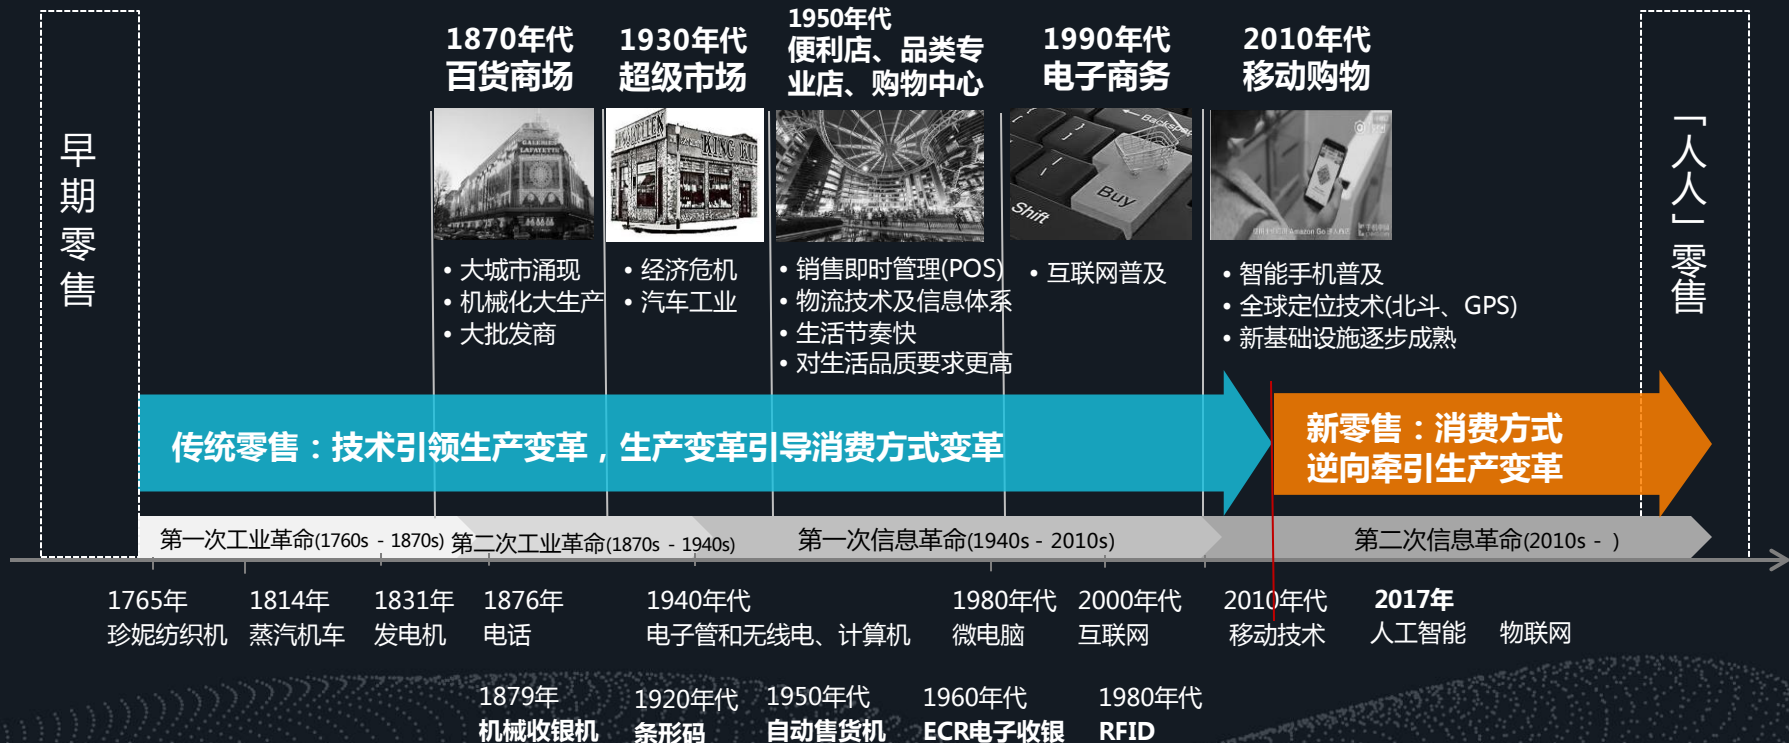 早期零售
1870年代
百货商场
1930年代
超级市场
1950年代
便利店、品类专
业店、购物中心
1990年代
电子商务
2010年代
移动购物
「人人」零售
GALERIES
LAFAYETTE
KING KU
Backspac
Buy
Shift
• 大城市涌现
• 机械化大生产
• 大批发商
• 经济危机
• 汽车工业
• 销售即时管理(POS)
• 物流技术及信息体系
• 生活节奏快
• 对生活品质要求更高
• 互联网普及
• 智能手机普及
• 全球定位技术(北斗、GPS)
• 新基础设施逐步成熟
传统零售：技术引领生产变革，生产变革引导消费方式变革
新零售：消费方式
逆向牵引生产变革
第一次工业革命(1760s - 1870s)
第二次工业革命(1870s - 1940s)
第一次信息革命(1940s - 2010s)
第二次信息革命(2010s - )
1765年
珍妮纺织机
1814年
蒸汽机车
1831年
发电机
1876年
电话
1940年代
电子管和无线电、计算机
1980年代
微电脑
2000年代
互联网
2010年代
移动技术
2017年
人工智能
物联网
1879年
机械收银机
1920年代
条形码
1950年代
自动售货机
1960年代
ECR电子收银
1980年代
RFID